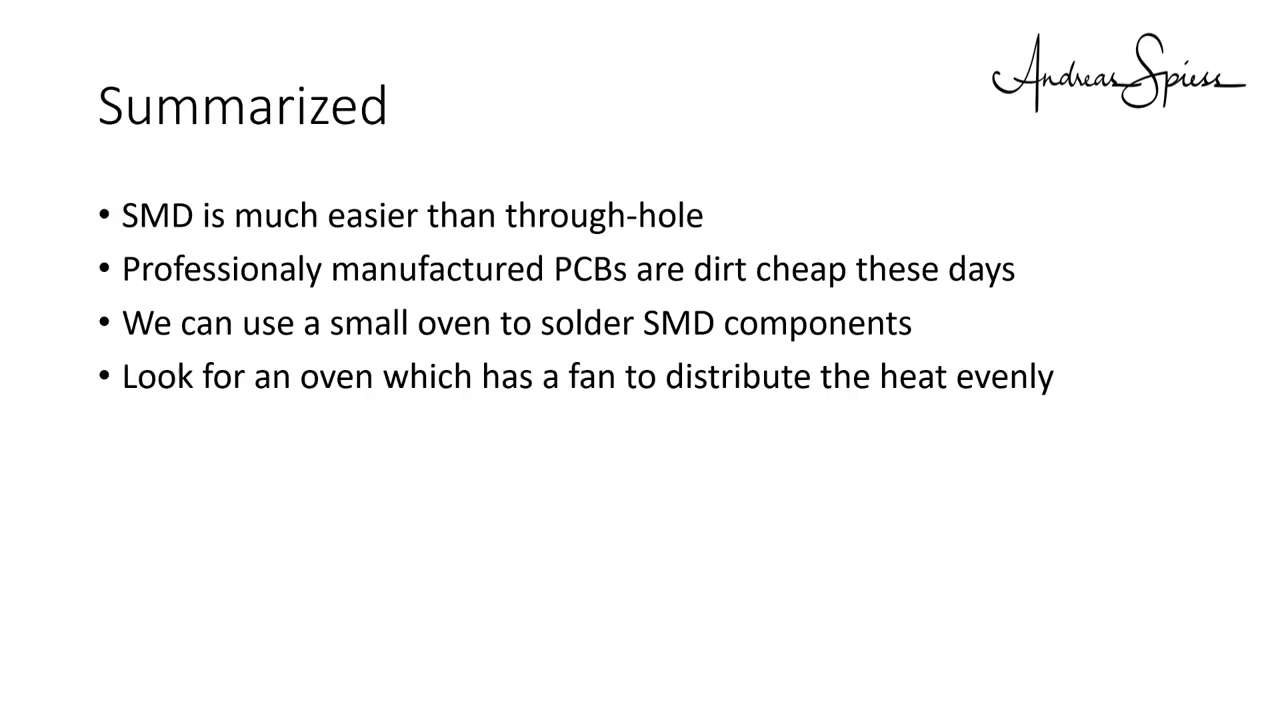 Andreas Spiess
Summarized
• SMD is much easier than through-hole
• Professionaly manufactured PCBs are dirt cheap these days
• We can use a small oven to solder SMD components
• Look for an oven which has a fan to distribute the heat evenly